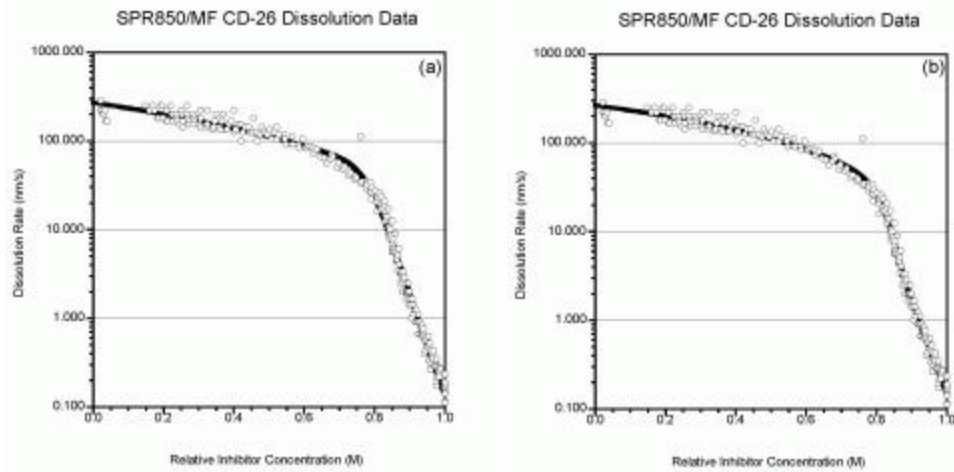 SPR850/MF CD-26 Dissolution Data
(a)
1000.000
100.000
10.000
1.000
0.100
Dissolution Rate (nm/s)
0.0 0.2 0.4 0.6 0.8 1.0
Relative Inhibitor Concentration (M)
SPR850/MF CD-26 Dissolution Data
(b)
1000.000
100.000
10.000
1.000
0.100
Dissolution Rate (nm/s)
0.0 0.2 0.4 0.6 0.8 1.0
Relative Inhibitor Concentration (M)